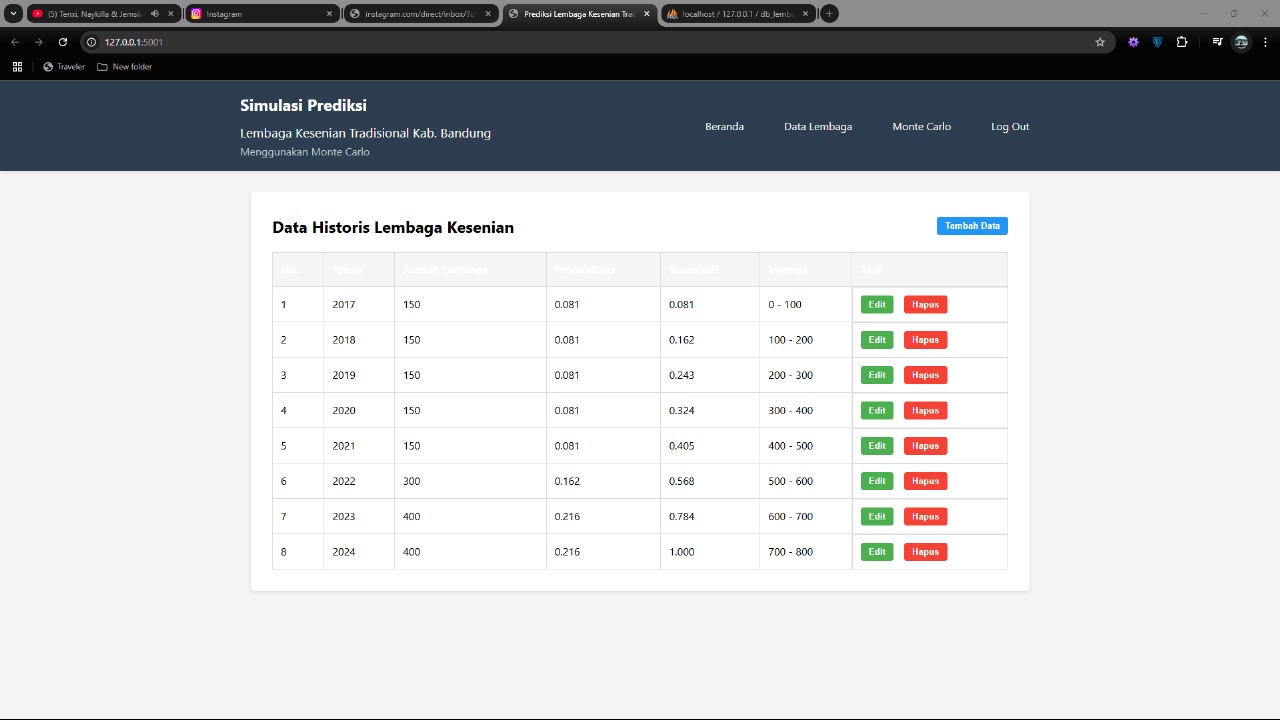 (5) Tenxi, Naykilla & Jemsii
Instagram
instagram.com/direct/inbox/?u
Prediksi Lembaga Kesenian Trad
localhost / 127.0.0.1 / db_lemba
127.0.0.1:5001
Traveler
New folder
Simulasi Prediksi
Lembaga Kesenian Tradisional Kab. Bandung
Menggunakan Monte Carlo
Beranda Data Lembaga Monte Carlo Log Out
Data Historis Lembaga Kesenian
Tambah Data
No. Tahun Jumlah Lembaga Probabilitas Kumulatif Interval Aksi
1 2017 150 0.081 0.081 0 - 100 Edit Hapus
2 2018 150 0.081 0.162 100 - 200 Edit Hapus
3 2019 150 0.081 0.243 200 - 300 Edit Hapus
4 2020 150 0.081 0.324 300 - 400 Edit Hapus
5 2021 150 0.081 0.405 400 - 500 Edit Hapus
6 2022 300 0.162 0.568 500 - 600 Edit Hapus
7 2023 400 0.216 0.784 600 - 700 Edit Hapus
8 2024 400 0.216 1.000 700 - 800 Edit Hapus